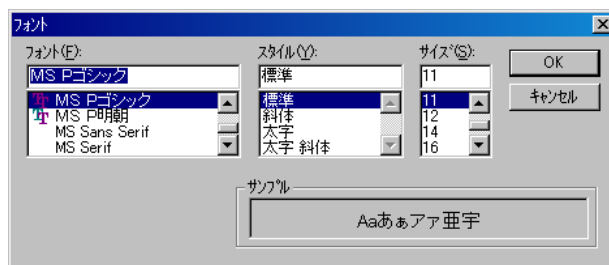 ﾌｫﾝﾄ
ﾌｫﾝﾄ(F): ｽﾀｲﾙ(Y): ｻｲｽﾞ(S):
MS Pゴシック 標準 11 OK
MS Pゴシック 標準 11 ｷｬﾝｾﾙ
MS P明朝 斜体 12
MS Sans Serif 太字 14
MS Serif 太字 斜体 16
ｻﾝﾌﾟﾙ
Aaあぁアァ亜宇